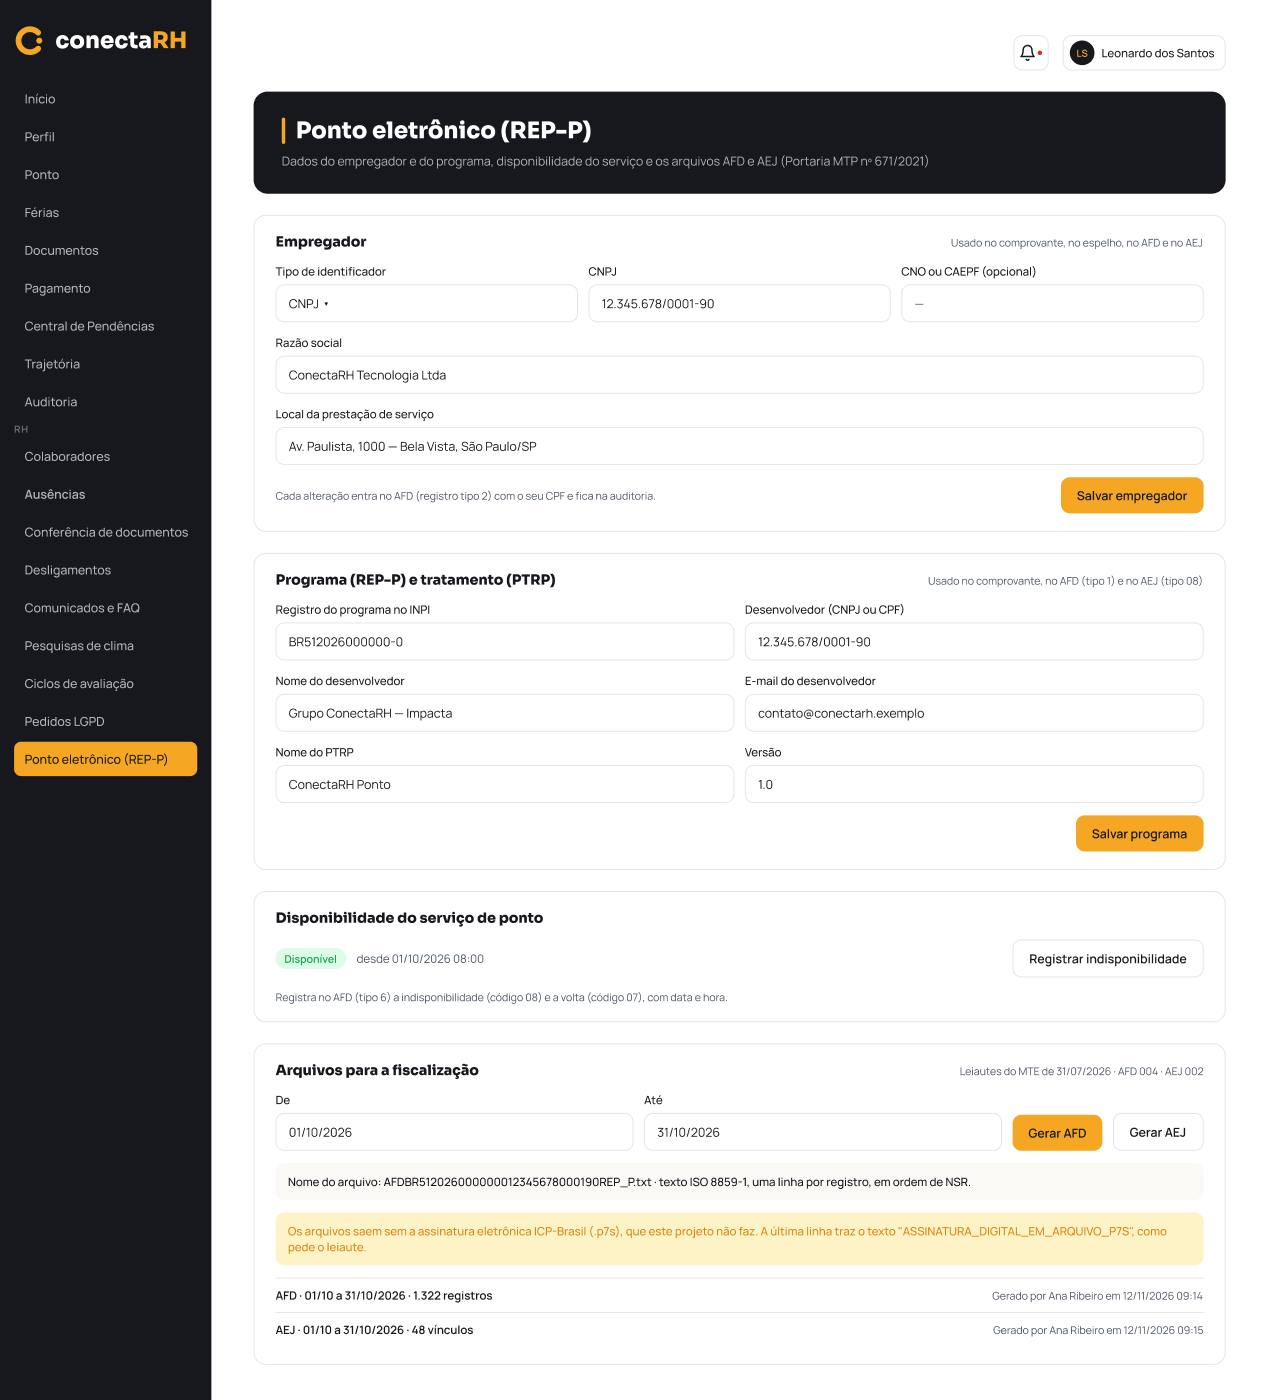 conectaRH
Início
Perfil
Ponto
Férias
Documentos
Pagamento
Central de Pendências
Trajetória
Auditoria
RH
Colaboradores
Ausências
Conferência de documentos
Desligamentos
Comunicados e FAQ
Pesquisas de clima
Ciclos de avaliação
Pedidos LGPD
Ponto eletrônico (REP-P)
LS Leonardo dos Santos
Ponto eletrônico (REP-P)
Dados do empregador e do programa, disponibilidade do serviço e os arquivos AFD e AEJ (Portaria MTP nº 671/2021)
Empregador Usado no comprovante, no espelho, no AFD e no AEJ
Tipo de identificador CNPJ CNO ou CAEPF (opcional)
CNPJ ▾ 12.345.678/0001-90 —
Razão social
ConectaRH Tecnologia Ltda
Local da prestação de serviço
Av. Paulista, 1000 — Bela Vista, São Paulo/SP
Cada alteração entra no AFD (registro tipo 2) com o seu CPF e fica na auditoria. Salvar empregador
Programa (REP-P) e tratamento (PTRP) Usado no comprovante, no AFD (tipo 1) e no AEJ (tipo 08)
Registro do programa no INPI Desenvolvedor (CNPJ ou CPF)
BR512026000000-0 12.345.678/0001-90
Nome do desenvolvedor E-mail do desenvolvedor
Grupo ConectaRH — Impacta contato@conectarh.exemplo
Nome do PTRP Versão
ConectaRH Ponto 1.0
Salvar programa
Disponibilidade do serviço de ponto
Disponível desde 01/10/2026 08:00 Registrar indisponibilidade
Registra no AFD (tipo 6) a indisponibilidade (código 08) e a volta (código 07), com data e hora.
Arquivos para a fiscalização Leiautes do MTE de 31/07/2026 · AFD 004 · AEJ 002
De Até
01/10/2026 31/10/2026 Gerar AFD Gerar AEJ
Nome do arquivo: AFDBR51202600000001234567800​0190REP_P.txt · texto ISO 8859-1, uma linha por registro, em ordem de NSR.
Os arquivos saem sem a assinatura eletrônica ICP-Brasil (.p7s), que este projeto não faz. A última linha traz o texto "ASSINATURA_DIGITAL_EM_ARQUIVO_P7S", como
pede o leiaute.
AFD · 01/10 a 31/10/2026 · 1.322 registros Gerado por Ana Ribeiro em 12/11/2026 09:14
AEJ · 01/10 a 31/10/2026 · 48 vínculos Gerado por Ana Ribeiro em 12/11/2026 09:15